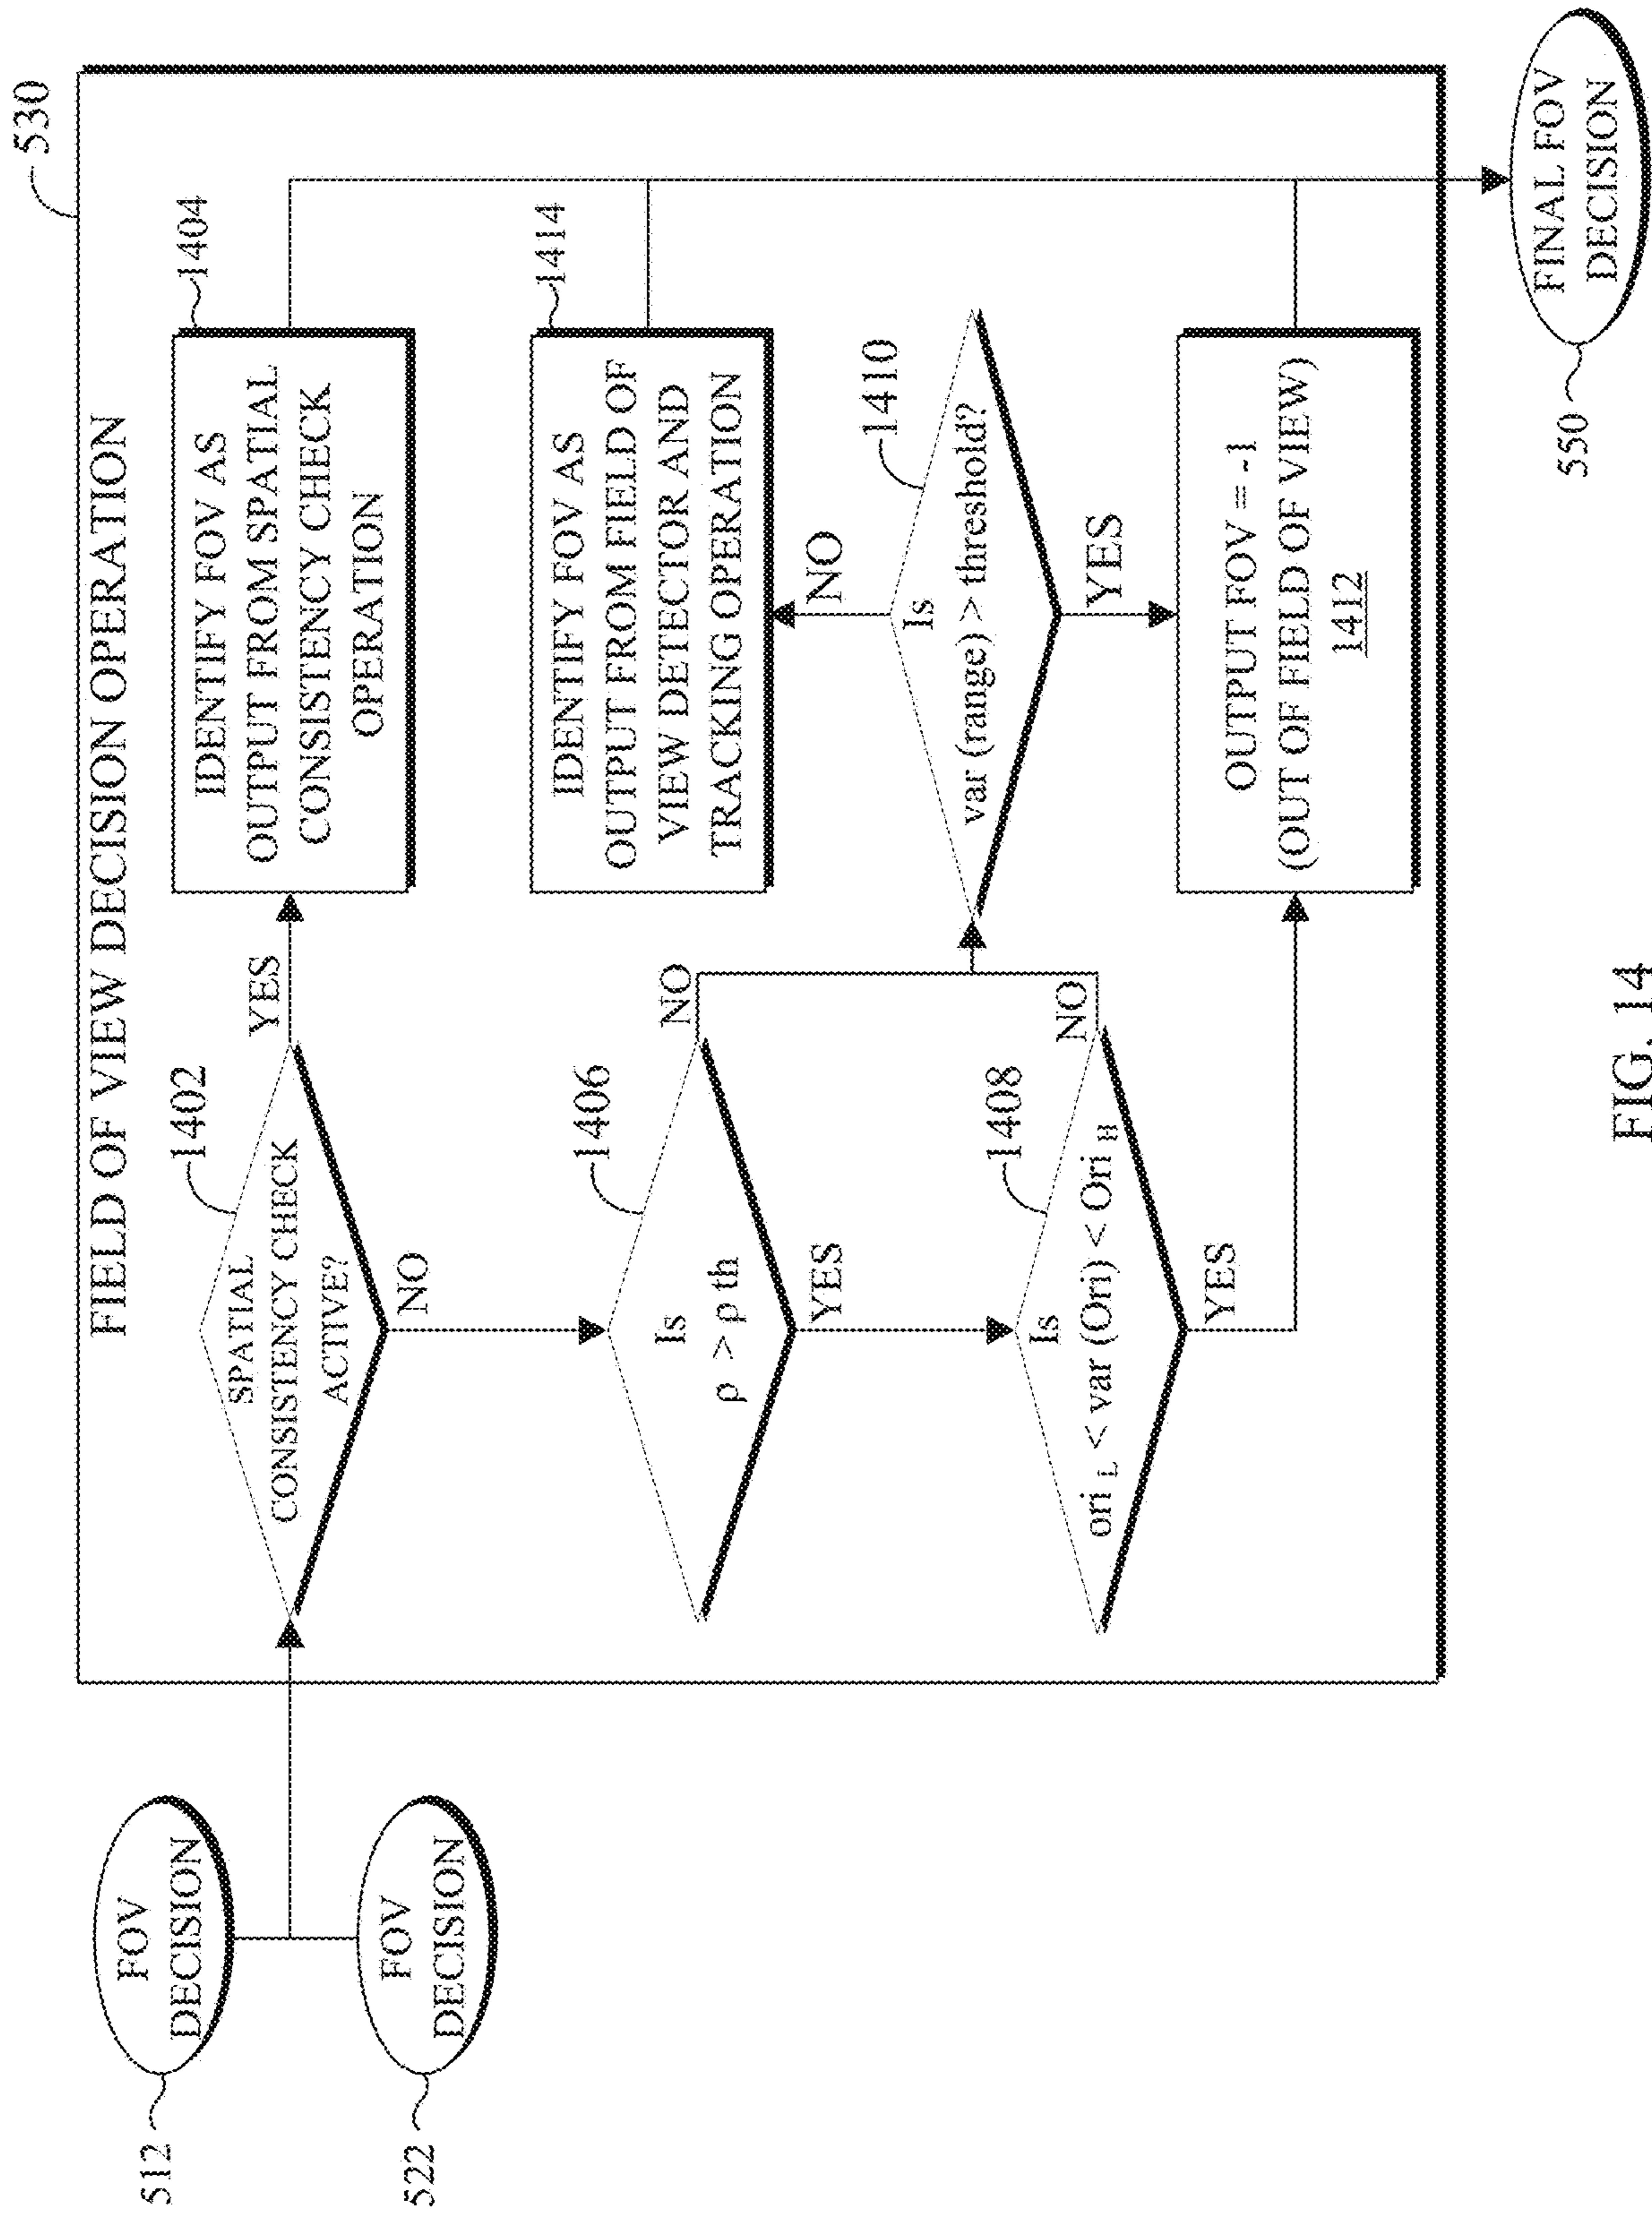 530
FIELD OF VIEW DECISION OPERATION
512
FOV
DECISION
522
FOV
DECISION
1402
SPATIAL
CONSISTENCY CHECK
ACTIVE?
YES
NO
1404
IDENTIFY FOV AS
OUTPUT FROM SPATIAL
CONSISTENCY CHECK
OPERATION
1406
Is
ρ > ρ th
NO
YES
1414
IDENTIFY FOV AS
OUTPUT FROM FIELD OF
VIEW DETECTOR AND
TRACKING OPERATION
NO
1410
Is
var (range) > threshold?
YES
1408
Is
ori L < var (Ori) < Ori H
NO
YES
OUTPUT FOV = -1
(OUT OF FIELD OF VIEW)
1412
550
FINAL FOV
DECISION
FIG. 14